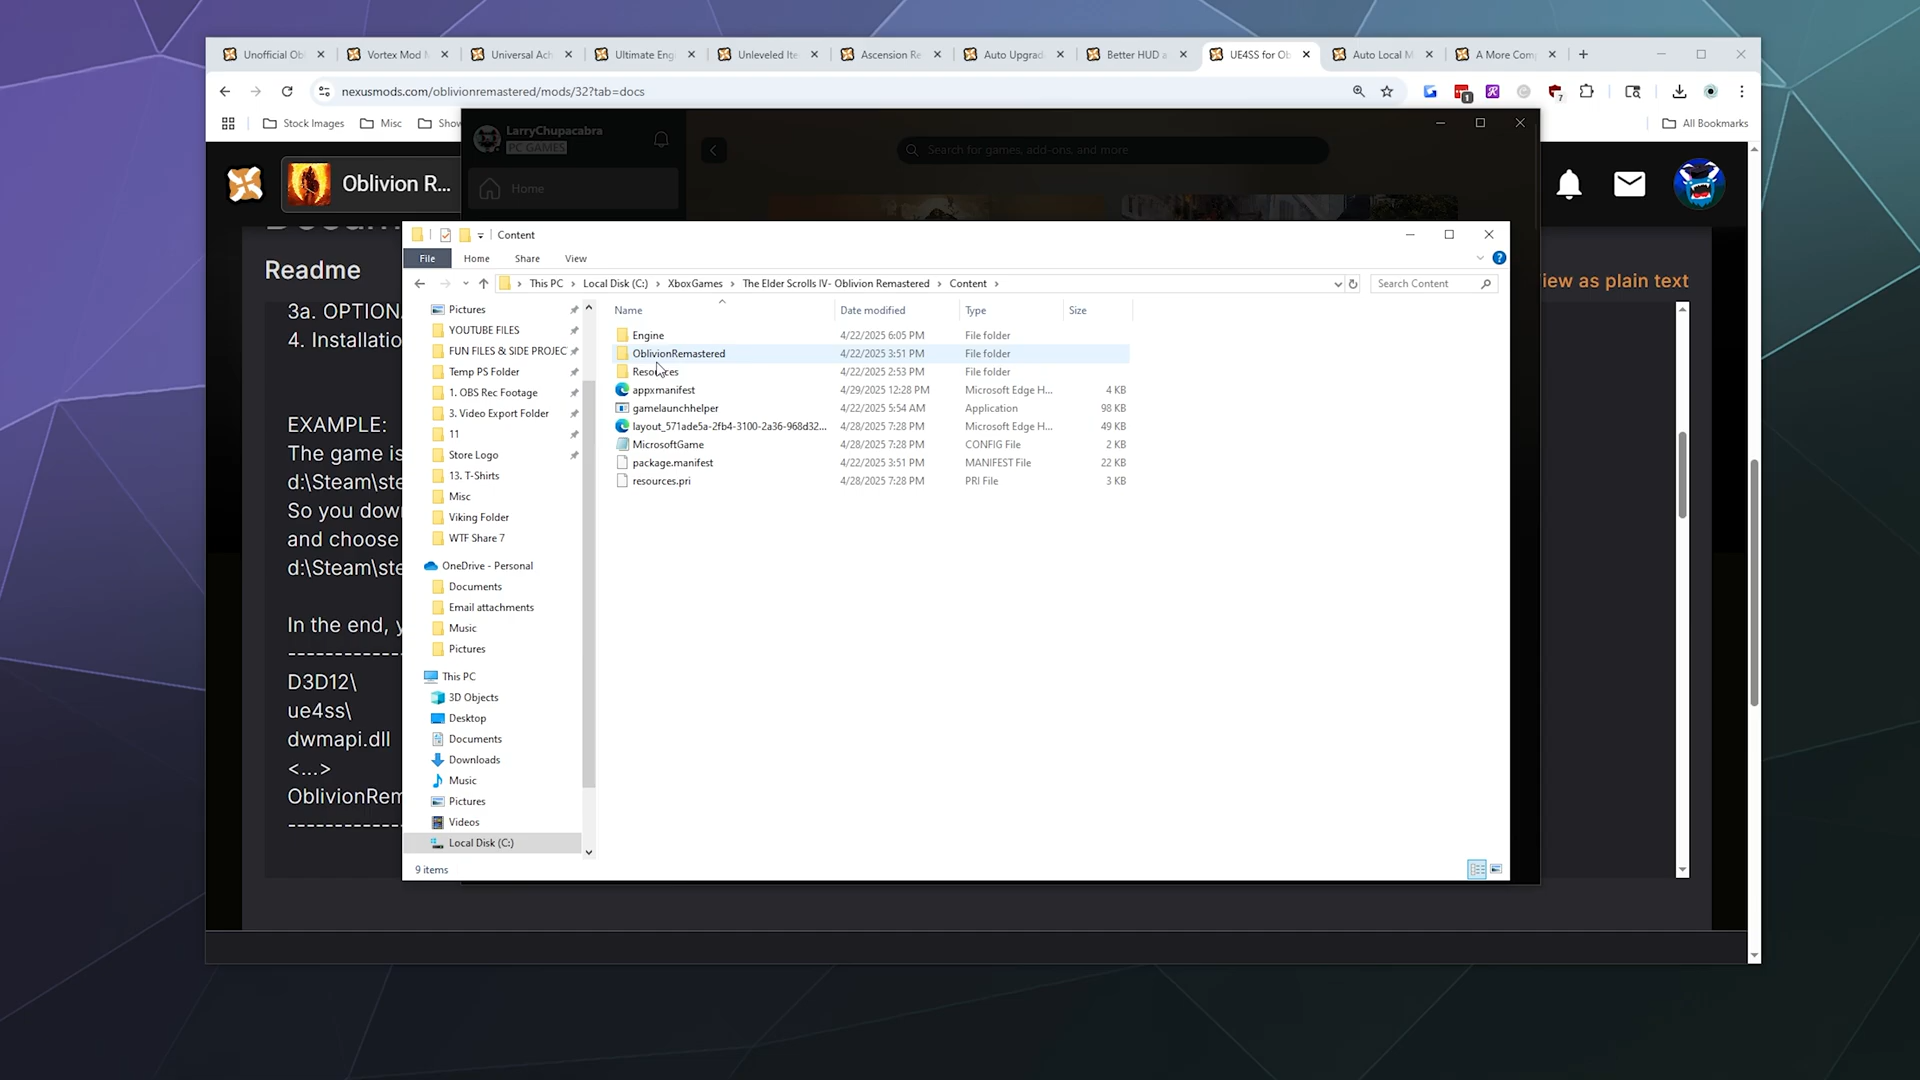 Unofficial Ob
Vortex Mod M
Universal Ach
Ultimate Eng
Unleveled Ite
Ascension Re
Auto Upgrad
Better HUD a
UE4SS for Ob
Auto Local M
A More Com
nexusmods.com/oblivionremastered/mods/32?tab=docs
1
7
Stock Images
Misc
Show
All Bookmarks
LarryChupacabra
PC GAMES
Search for games, add-ons, and more
Home
Oblivion R...
Readme
View as plain text
3a. OPTION
4. Installatio
EXAMPLE:
The game is
d:\Steam\ste
So you dow
and choose
d:\Steam\ste
In the end, y
D3D12\
ue4ss\
dwmapi.dll
<...>
OblivionRem
Content
File
Home
Share
View
This PC
Local Disk (C:)
XboxGames
The Elder Scrolls IV- Oblivion Remastered
Content
Search Content
Pictures
YOUTUBE FILES
FUN FILES & SIDE PROJEC
Temp PS Folder
1. OBS Rec Footage
3. Video Export Folder
11
Store Logo
13. T-Shirts
Misc
Viking Folder
WTF Share 7
OneDrive - Personal
Documents
Email attachments
Music
Pictures
This PC
3D Objects
Desktop
Documents
Downloads
Music
Pictures
Videos
Local Disk (C:)
Name Date modified Type Size
Engine 4/22/2025 6:05 PM File folder
OblivionRemastered 4/22/2025 3:51 PM File folder
Resources 4/22/2025 2:53 PM File folder
appxmanifest 4/29/2025 12:28 PM Microsoft Edge H... 4 KB
gamelaunchhelper 4/22/2025 5:54 AM Application 98 KB
layout_571ade5a-2fb4-3100-2a36-968d32... 4/28/2025 7:28 PM Microsoft Edge H... 49 KB
MicrosoftGame 4/28/2025 7:28 PM CONFIG File 2 KB
package.manifest 4/22/2025 3:51 PM MANIFEST File 22 KB
resources.pri 4/28/2025 7:28 PM PRI File 3 KB
9 items